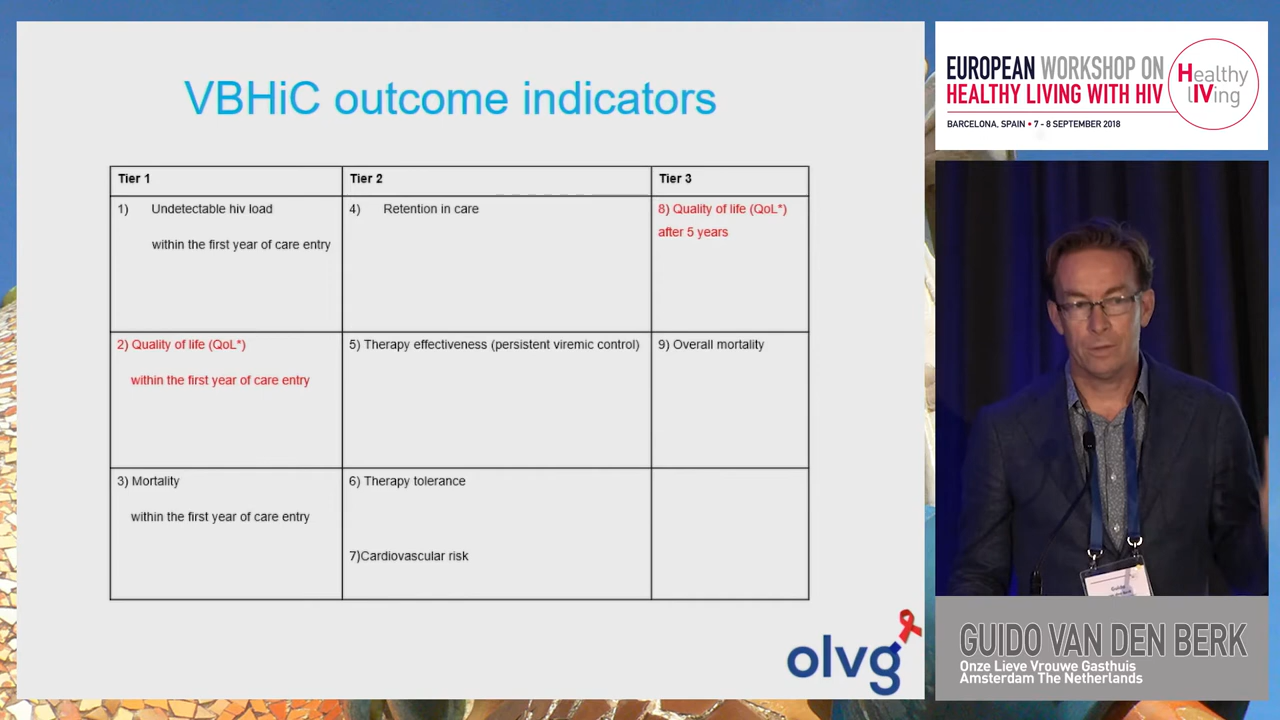 VBHiC outcome indicators
Tier 1
Tier 2
Tier 3
1) Undetectable hiv load
within the first year of care entry
4) Retention in care
8) Quality of life (QoL*)
after 5 years
2) Quality of life (QoL*)
within the first year of care entry
5) Therapy effectiveness (persistent viremic control)
9) Overall mortality
3) Mortality
within the first year of care entry
6) Therapy tolerance
7)Cardiovascular risk
olvg
EUROPEAN WORKSHOP ON
HEALTHY LIVING WITH HIV
BARCELONA, SPAIN • 7 - 8 SEPTEMBER 2018
Healthy
lIVing
Guido
GUIDO VAN DEN BERK
Onze Lieve Vrouwe Gasthuis
Amsterdam The Netherlands